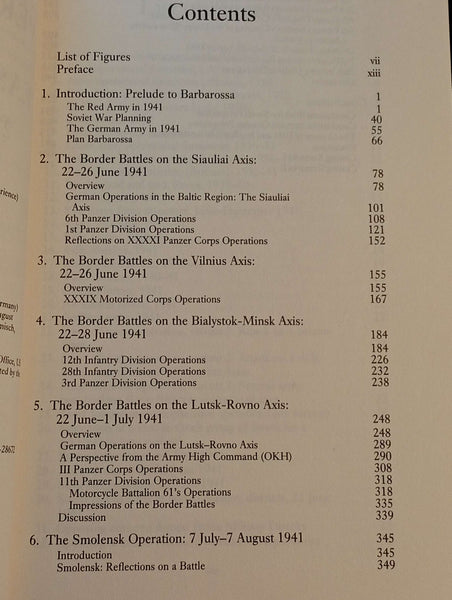 Contents
List of Figures vii
Preface xiii
1. Introduction: Prelude to Barbarossa 1
The Red Army in 1941 1
Soviet War Planning 40
The German Army in 1941 55
Plan Barbarossa 66
2. The Border Battles on the Siauliai Axis:
22–26 June 1941 78
Overview 78
German Operations in the Baltic Region: The Siauliai
Axis 101
6th Panzer Division Operations 108
1st Panzer Division Operations 121
Reflections on XXXXI Panzer Corps Operations 152
3. The Border Battles on the Vilnius Axis:
22–26 June 1941 155
Overview 155
XXXIX Motorized Corps Operations 167
4. The Border Battles on the Bialystok-Minsk Axis:
22–28 June 1941 184
Overview 184
12th Infantry Division Operations 226
28th Infantry Division Operations 232
3rd Panzer Division Operations 238
5. The Border Battles on the Lutsk-Rovno Axis:
22 June–1 July 1941 248
Overview 248
German Operations on the Lutsk–Rovno Axis 289
A Perspective from the Army High Command (OKH) 290
III Panzer Corps Operations 308
11th Panzer Division Operations 318
Motorcycle Battalion 61's Operations 318
Impressions of the Border Battles 335
Discussion 339
6. The Smolensk Operation: 7 July–7 August 1941 345
Introduction 345
Smolensk: Reflections on a Battle 349